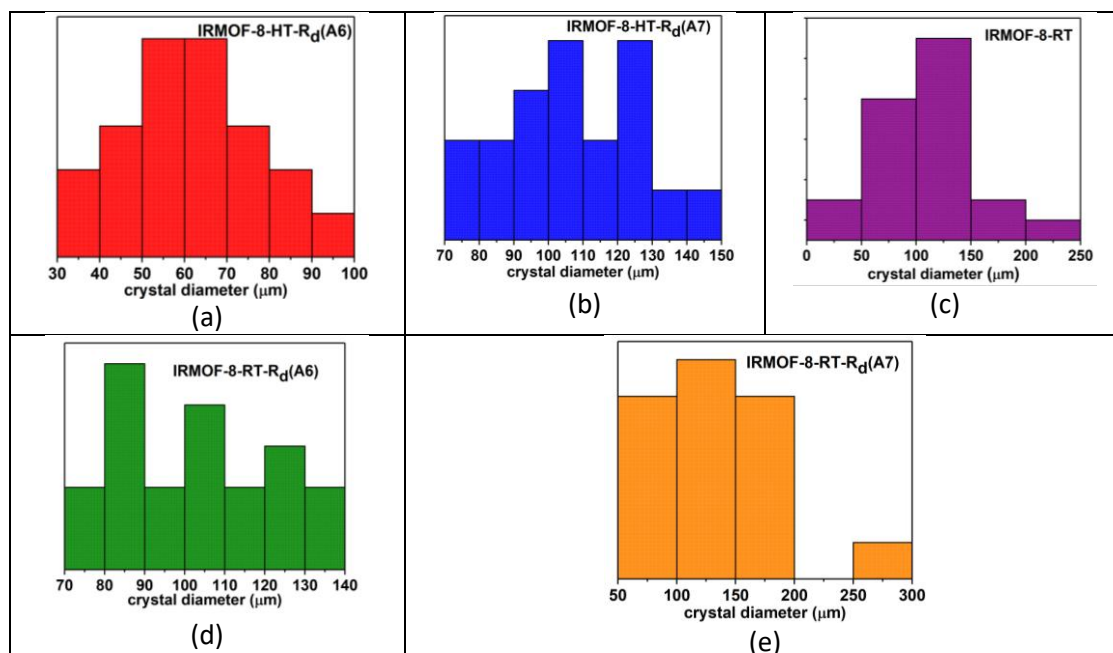 IRMOF-8-HT-Rd(A6)
30 40 50 60 70 80 90 100
crystal diameter (μm)
(a)
IRMOF-8-HT-Rd(A7)
70 80 90 100 110 120 130 140 150
crystal diameter (μm)
(b)
IRMOF-8-RT
0 50 100 150 200 250
crystal diameter (μm)
(c)
IRMOF-8-RT-Rd(A6)
70 80 90 100 110 120 130 140
crystal diameter (μm)
(d)
IRMOF-8-RT-Rd(A7)
50 100 150 200 250 300
crystal diameter (μm)
(e)